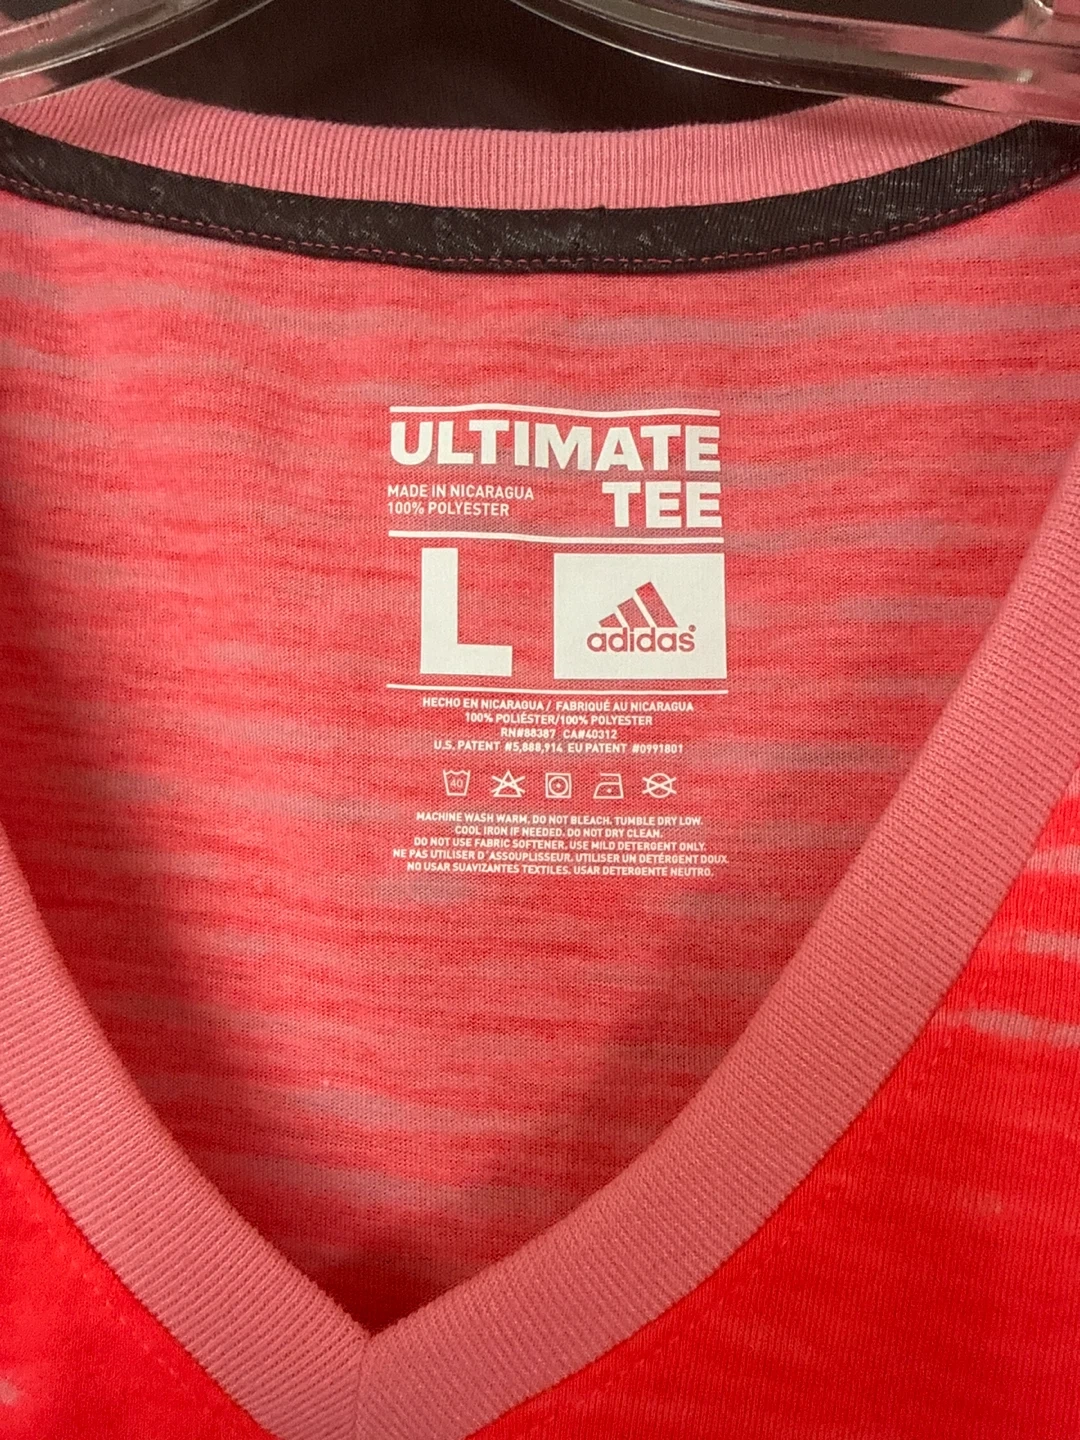 ULTIMATE
MADE IN NICARAGUA
100% POLYESTER
TEE
L
adidas®
HECHO EN NICARAGUA / FABRIQUÉ AU NICARAGUA
100% POLIÉSTER/100% POLYESTER
RN#88387 CA#40312
U.S. PATENT #5,888,914 EU PATENT #0991801
40
MACHINE WASH WARM. DO NOT BLEACH. TUMBLE DRY LOW.
COOL IRON IF NEEDED. DO NOT DRY CLEAN.
DO NOT USE FABRIC SOFTENER. USE MILD DETERGENT ONLY.
NE PAS UTILISER D'ASSOUPLISSEUR. UTILISER UN DETÉRGENT DOUX.
NO USAR SUAVIZANTES TEXTILES. USAR DETERGENTE NEUTRO.